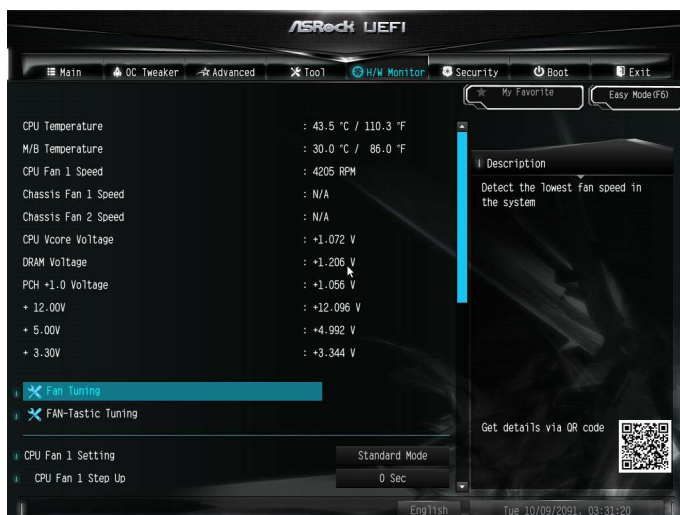 ASRock UEFI
Main OC Tweaker Advanced Tool H/W Monitor Security Boot Exit
My Favorite Easy Mode(F6)
CPU Temperature : 43.5 °C / 110.3 °F
M/B Temperature : 30.0 °C / 86.0 °F
CPU Fan 1 Speed : 4205 RPM
Chassis Fan 1 Speed : N/A
Chassis Fan 2 Speed : N/A
CPU Vcore Voltage : +1.072 V
DRAM Voltage : +1.206 V
PCH +1.0 Voltage : +1.056 V
+ 12.00V : +12.096 V
+ 5.00V : +4.992 V
+ 3.30V : +3.344 V
Fan Tuning
FAN-Tastic Tuning
CPU Fan 1 Setting Standard Mode
CPU Fan 1 Step Up 0 Sec
Description
Detect the lowest fan speed in
the system
Get details via QR code
English Tue 10/09/2091. 03:31:20